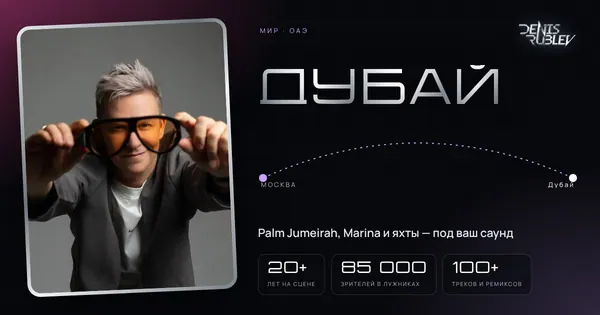 МИР · ОАЭ
DENIS
RUBLEV
ДУБАЙ
МОСКВА
Дубай
Palm Jumeirah, Marina и яхты — под ваш саунд
20+
ЛЕТ НА СЦЕНЕ
85 000
ЗРИТЕЛЕЙ В ЛУЖНИКАХ
100+
ТРЕКОВ И РЕМИКСОВ